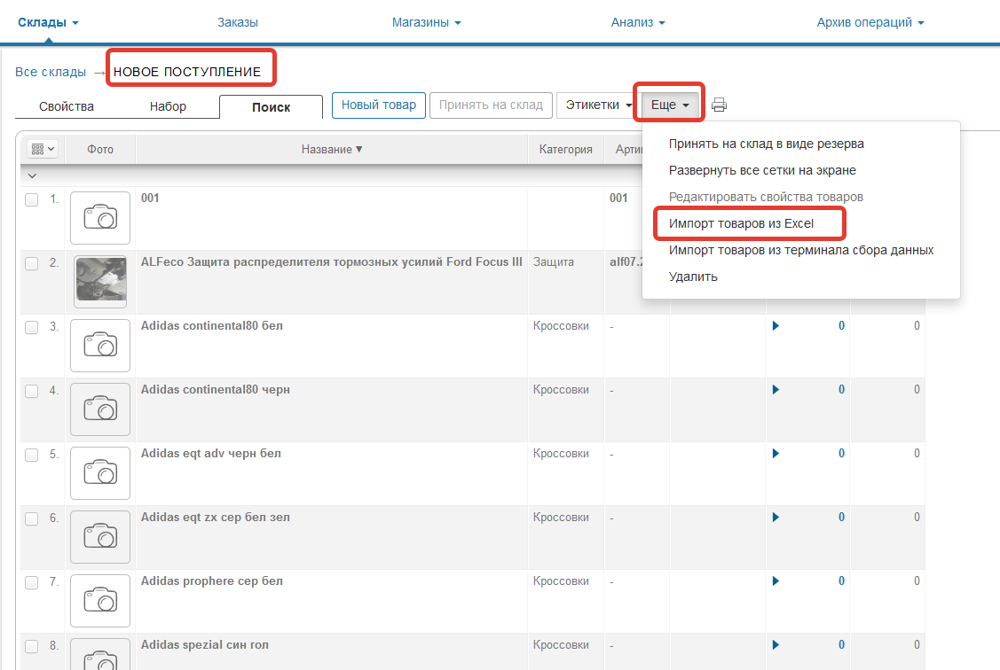 Склады Заказы Магазины Анализ Архив операций
Все склады → НОВОЕ ПОСТУПЛЕНИЕ
Свойства Набор Поиск Новый товар Принять на склад Этикетки Еще
Фото Название ▼ Категория
Принять на склад в виде резерва
Развернуть все сетки на экране
Редактировать свойства товаров
Импорт товаров из Excel
Импорт товаров из терминала сбора данных
Удалить
1. 001 001
2. ALFeco Защита распределителя тормозных усилий Ford Focus III Защита
3. Adidas continental80 бел Кроссовки - 0 0
4. Adidas continental80 черн Кроссовки - 0 0
5. Adidas eqt adv черн бел Кроссовки - 0 0
6. Adidas eqt zx сер бел зел Кроссовки - 0 0
7. Adidas prophere сер бел Кроссовки - 0 0
8. Adidas spezial син гол Кроссовки - 0 0